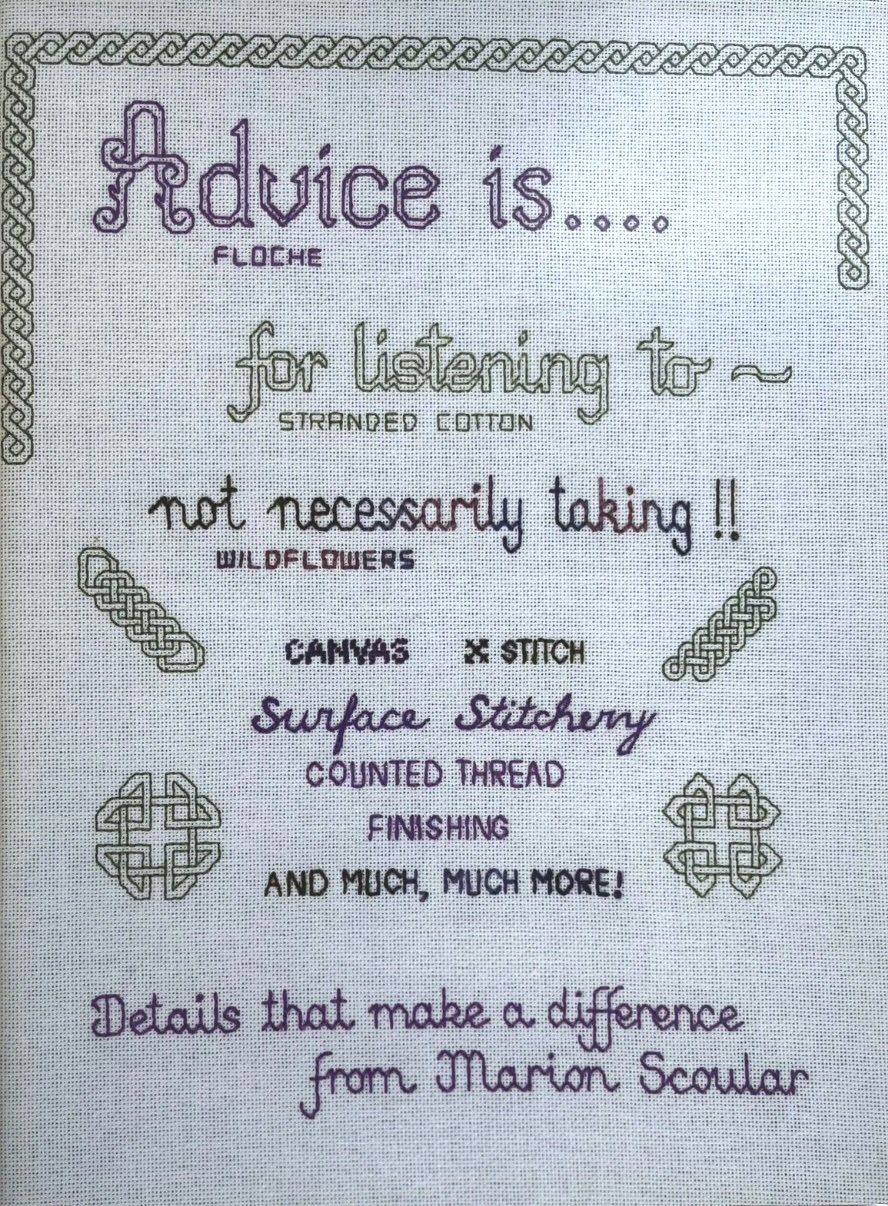 Advice is....
FLOCHE
for listening to ~
STRANDED COTTON
not necessarily taking !!
WILDFLOWERS
CANVAS X STITCH
Surface Stitchery
COUNTED THREAD
FINISHING
AND MUCH, MUCH MORE!
Details that make a difference
from Marion Scoular